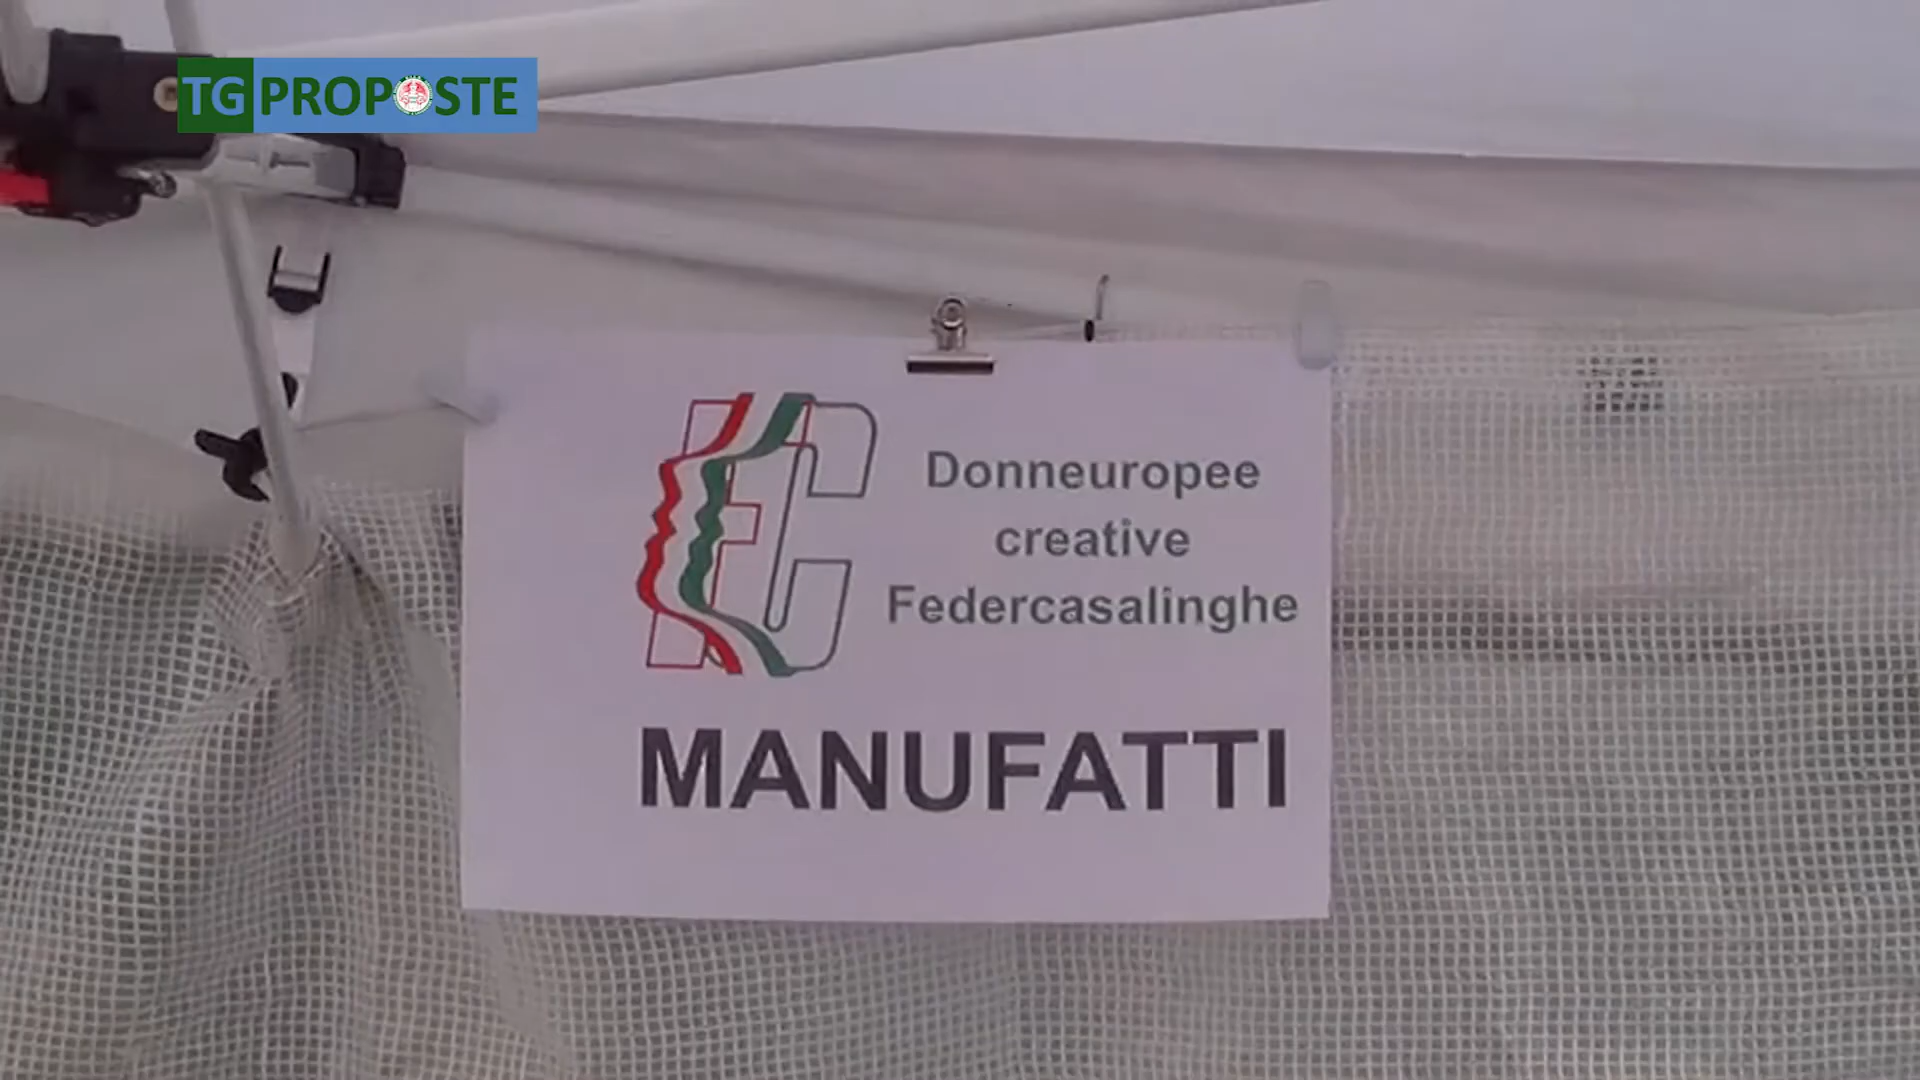 TG PROPOSTE
Donneuropee
creative
Federcasalinghe
MANUFATTI